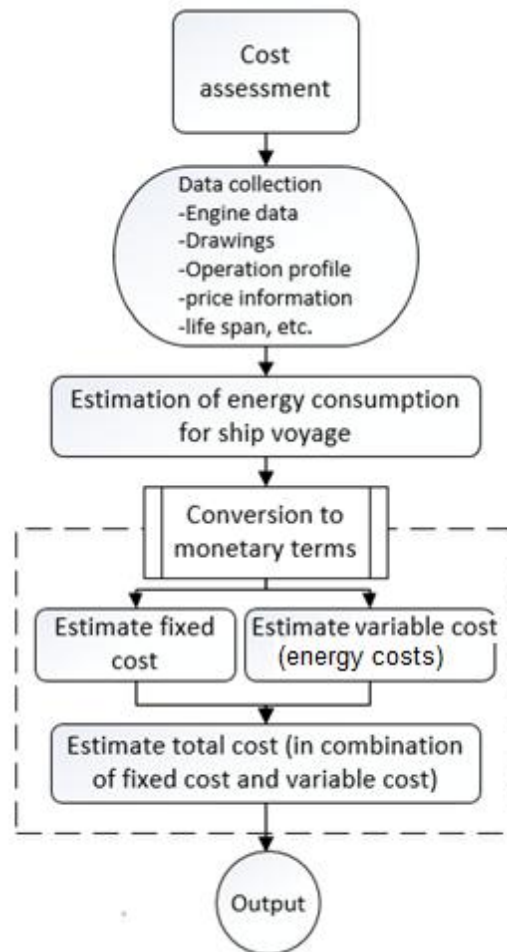 Cost
assessment
Data collection
-Engine data
-Drawings
-Operation profile
-price information
-life span, etc.
Estimation of energy consumption
for ship voyage
Conversion to
monetary terms
Estimate fixed
cost
Estimate variable cost
(energy costs)
Estimate total cost (in combination
of fixed cost and variable cost)
Output